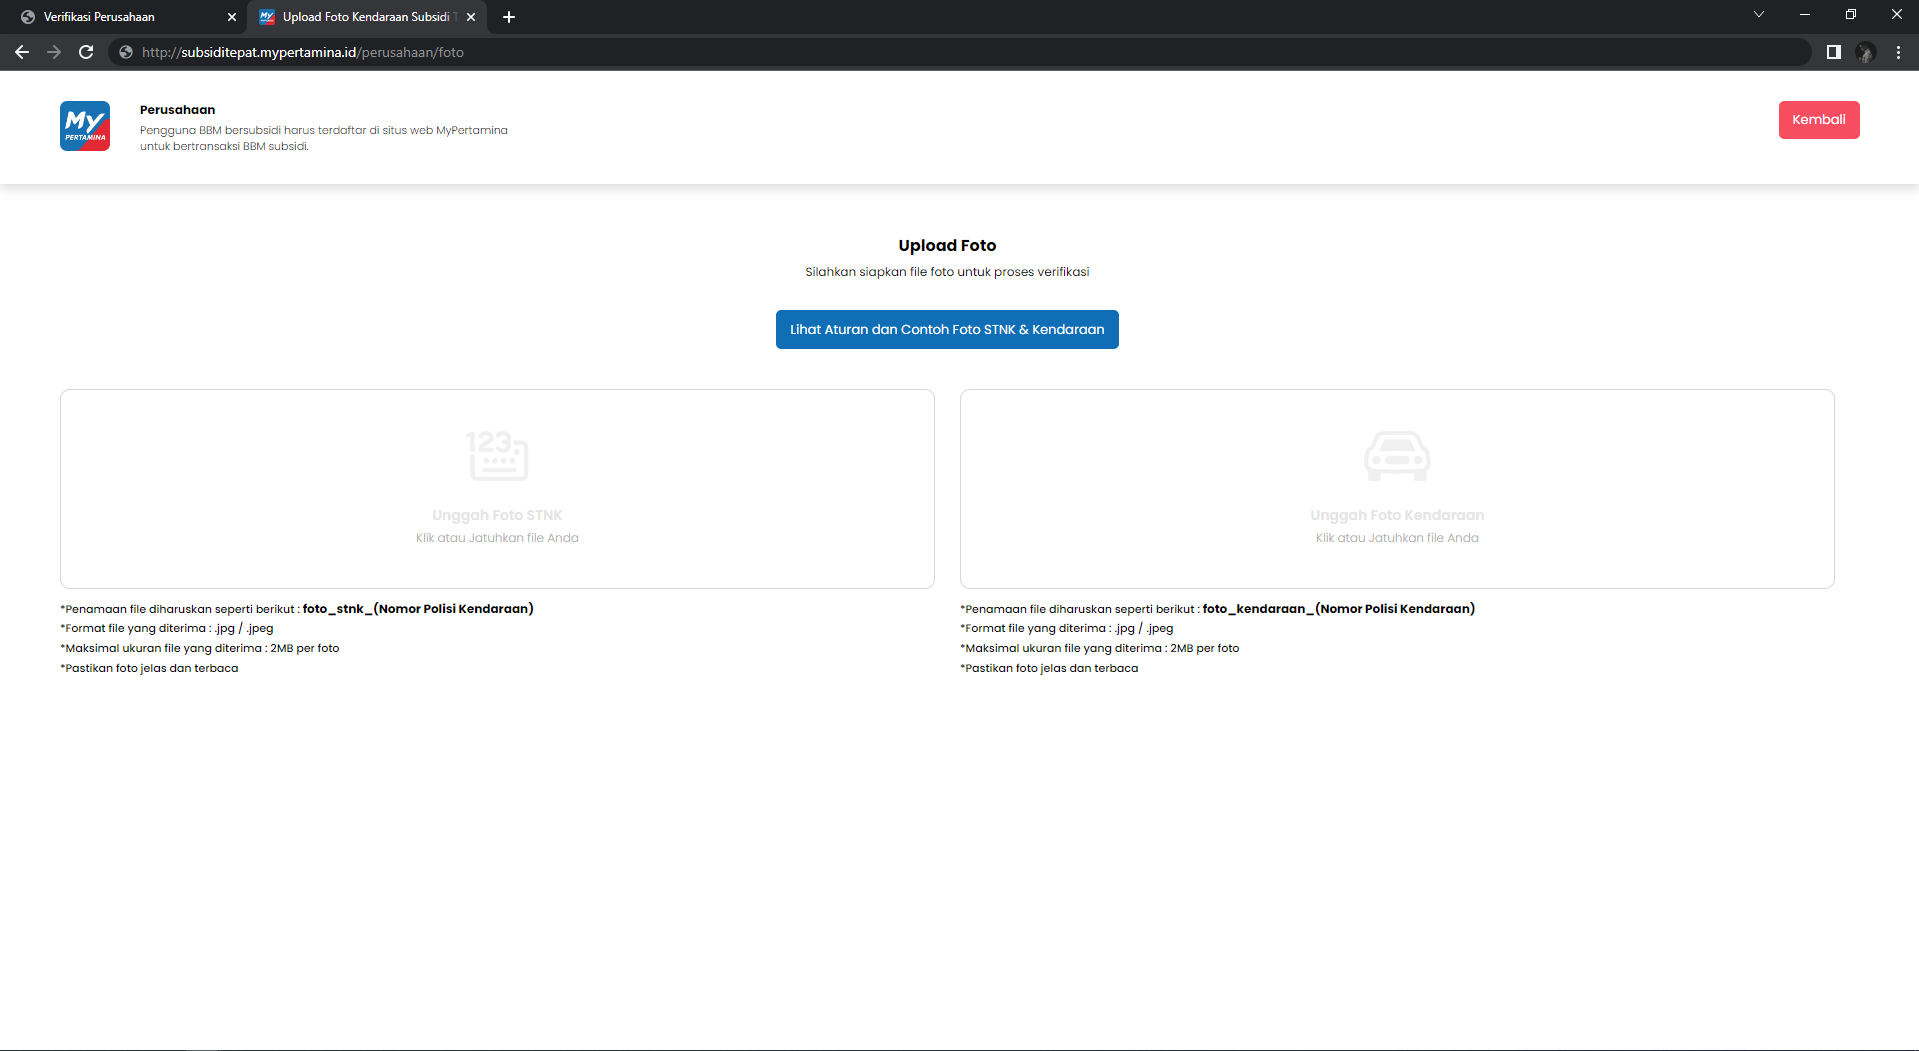 Verifikasi Perusahaan
Upload Foto Kendaraan Subsidi T
http://subsiditepat.mypertamina.id/perusahaan/foto
My
PERTAMINA
Perusahaan
Pengguna BBM bersubsidi harus terdaftar di situs web MyPertamina
untuk bertransaksi BBM subsidi.
Kembali
Upload Foto
Silahkan siapkan file foto untuk proses verifikasi
Lihat Aturan dan Contoh Foto STNK & Kendaraan
123
Unggah Foto STNK
Klik atau Jatuhkan file Anda
Unggah Foto Kendaraan
Klik atau Jatuhkan file Anda
*Penamaan file diharuskan seperti berikut : foto_stnk_(Nomor Polisi Kendaraan)
*Format file yang diterima : .jpg / .jpeg
*Maksimal ukuran file yang diterima : 2MB per foto
*Pastikan foto jelas dan terbaca
*Penamaan file diharuskan seperti berikut : foto_kendaraan_(Nomor Polisi Kendaraan)
*Format file yang diterima : .jpg / .jpeg
*Maksimal ukuran file yang diterima : 2MB per foto
*Pastikan foto jelas dan terbaca